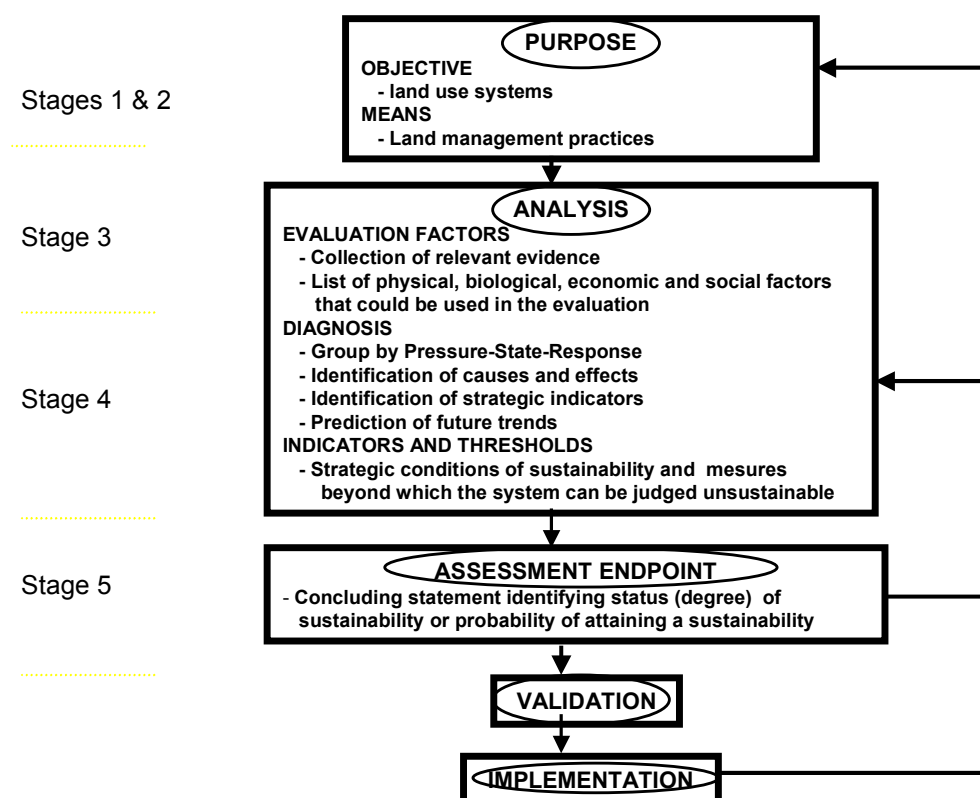 PURPOSE
OBJECTIVE
- land use systems
MEANS
- Land management practices
Stages 1 & 2
ANALYSIS
EVALUATION FACTORS
- Collection of relevant evidence
- List of physical, biological, economic and social factors
that could be used in the evaluation
DIAGNOSIS
- Group by Pressure-State-Response
- Identification of causes and effects
- Identification of strategic indicators
- Prediction of future trends
INDICATORS AND THRESHOLDS
- Strategic conditions of sustainability and mesures
beyond which the system can be judged unsustainable
Stage 3
Stage 4
ASSESSMENT ENDPOINT
- Concluding statement identifying status (degree) of
sustainability or probability of attaining a sustainability
Stage 5
VALIDATION
IMPLEMENTATION